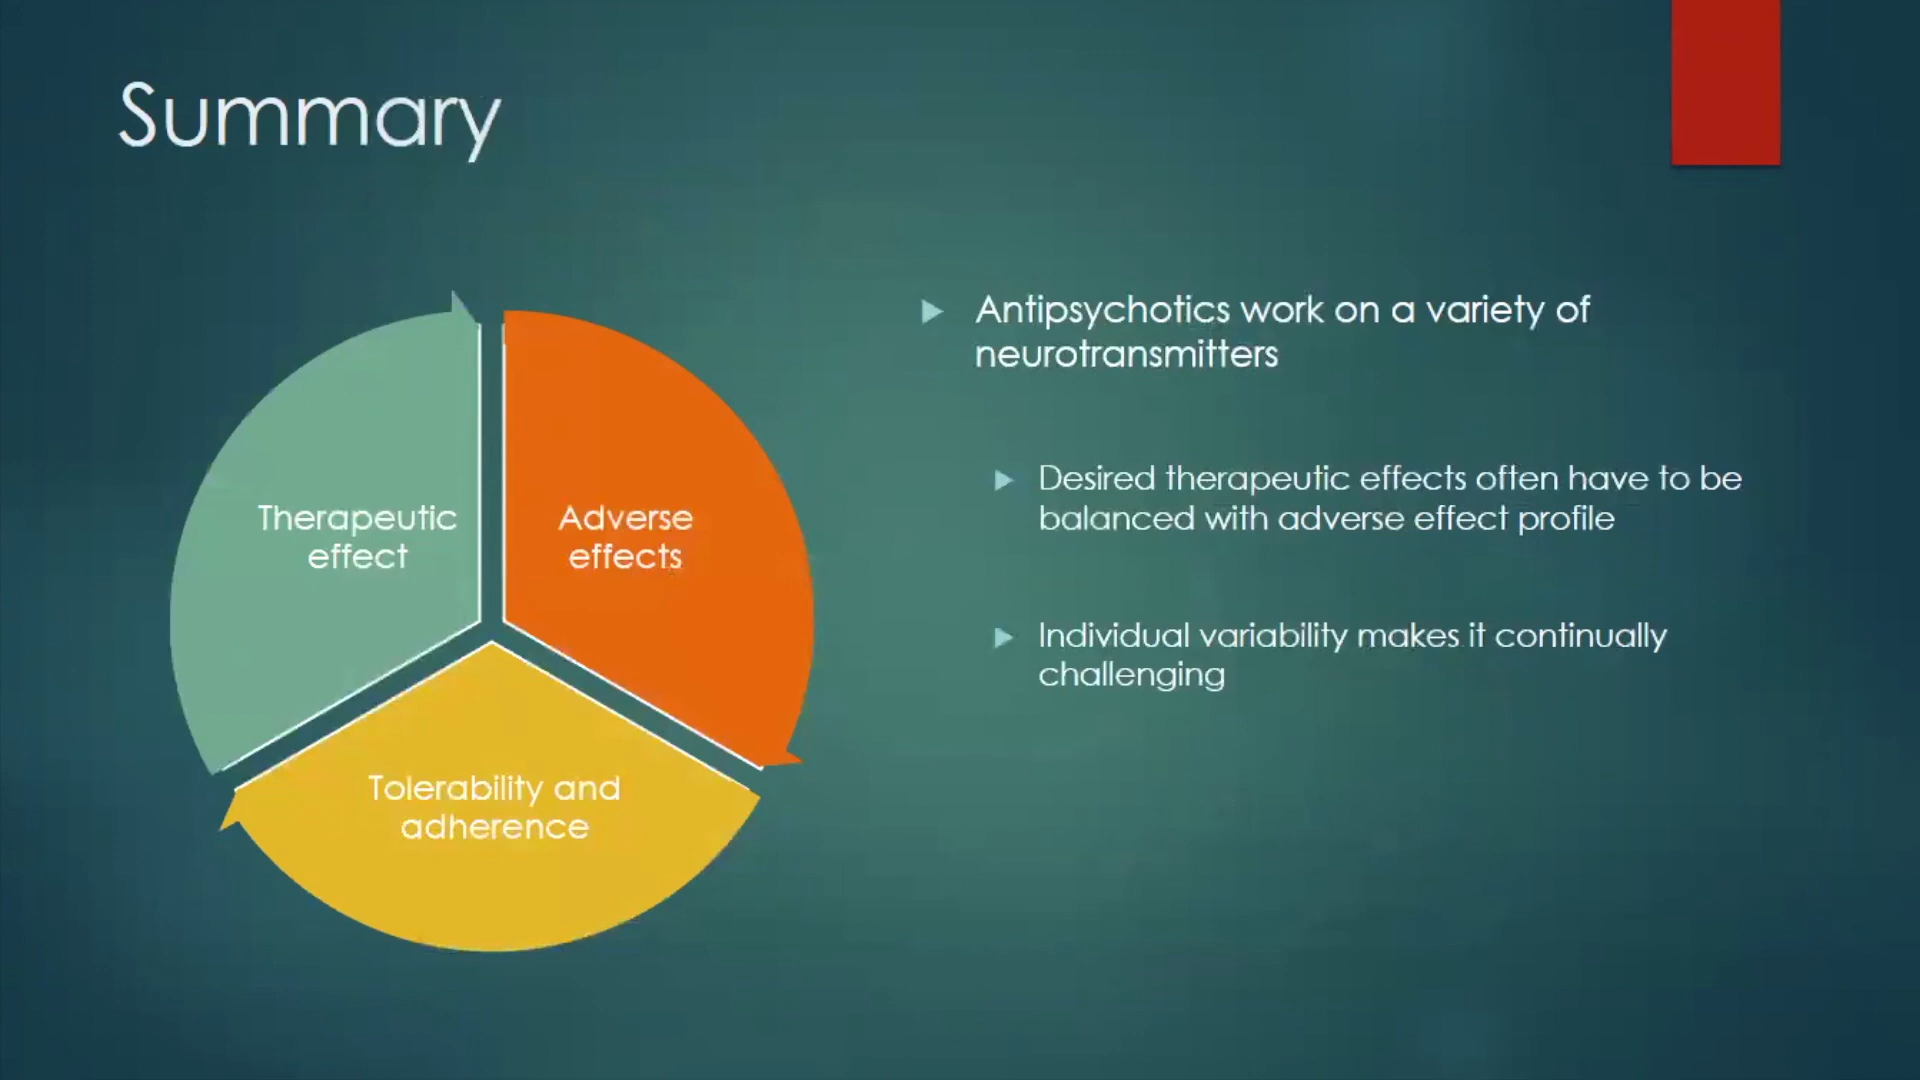 Summary
Therapeutic
effect
Adverse
effects
Tolerability and
adherence
Antipsychotics work on a variety of
neurotransmitters
Desired therapeutic effects often have to be
balanced with adverse effect profile
Individual variability makes it continually
challenging